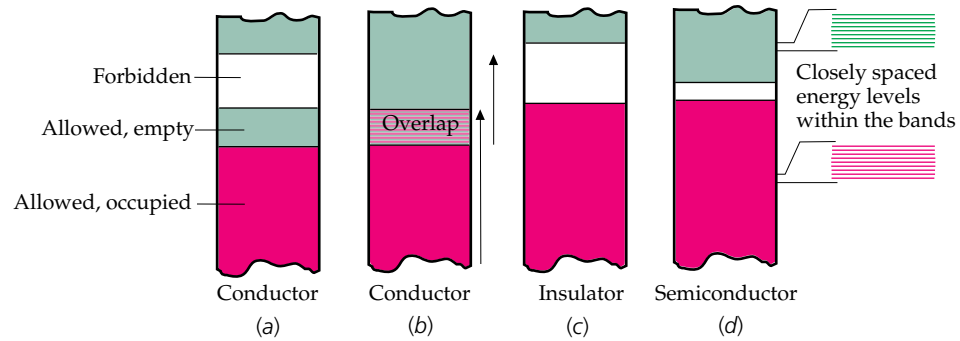 Forbidden
Allowed, empty
Allowed, occupied
Overlap
Closely spaced
energy levels
within the bands
Conductor
(a)
Conductor
(b)
Insulator
(c)
Semiconductor
(d)